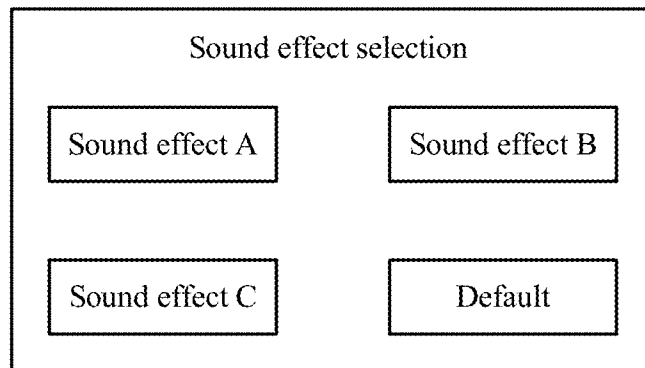 Sound effect selection
Sound effect A
Sound effect B
Sound effect C
Default